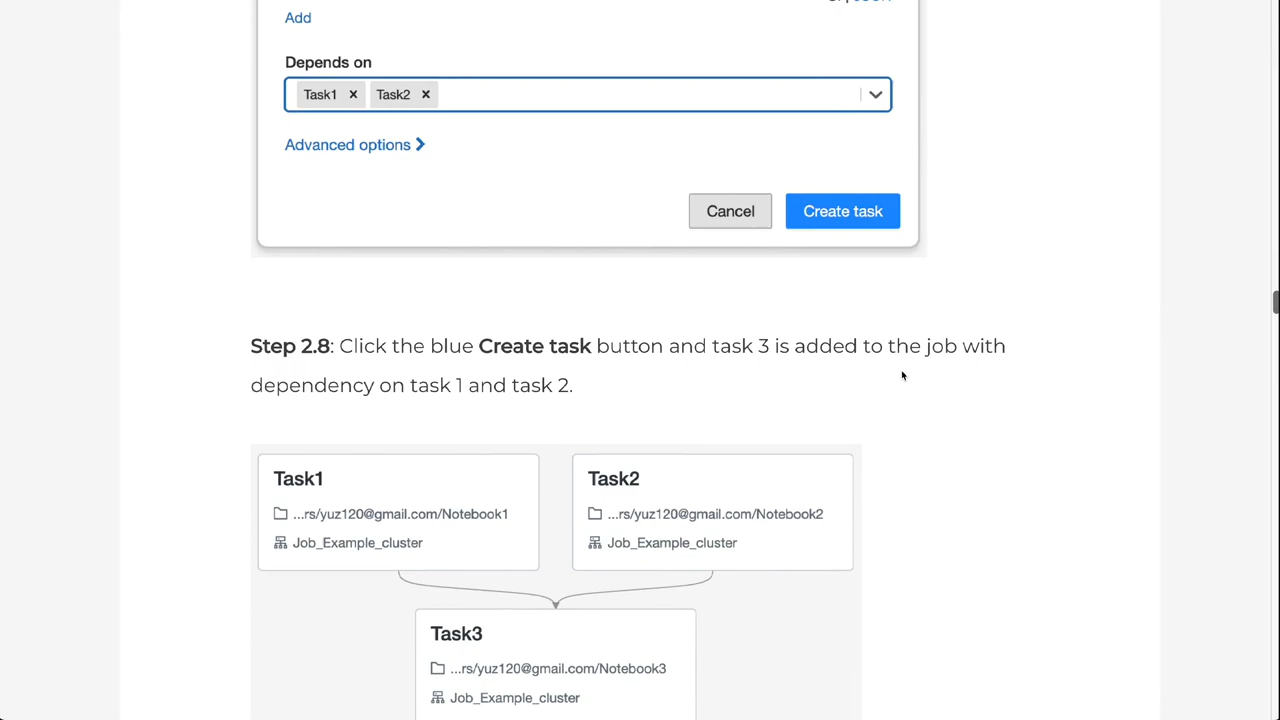 Add
Depends on
Task1 × Task2 ×
Advanced options
Cancel Create task
Step 2.8: Click the blue Create task button and task 3 is added to the job with
dependency on task 1 and task 2.
Task1
...rs/yuz120@gmail.com/Notebook1
Job_Example_cluster
Task2
...rs/yuz120@gmail.com/Notebook2
Job_Example_cluster
Task3
...rs/yuz120@gmail.com/Notebook3
Job_Example_cluster